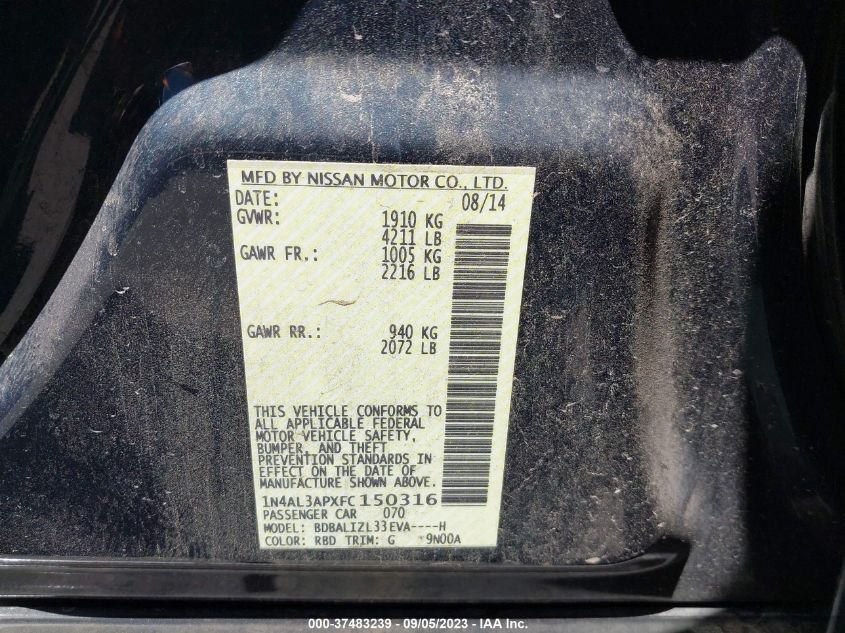 MFD BY NISSAN MOTOR CO., LTD.
DATE: 08/14
GVWR: 1910 KG
4211 LB
GAWR FR.: 1005 KG
2216 LB
GAWR RR.: 940 KG
2072 LB
THIS VEHICLE CONFORMS TO
ALL APPLICABLE FEDERAL
MOTOR VEHICLE SAFETY,
BUMPER, AND THEFT
PREVENTION STANDARDS IN
EFFECT ON THE DATE OF
MANUFACTURE SHOWN ABOVE.
1N4AL3APXFC150316
PASSENGER CAR 070
MODEL: BDBALIZL33EVA----H
COLOR: RBD TRIM: G 9N00A
000-37483239 - 09/05/2023 - IAA Inc.